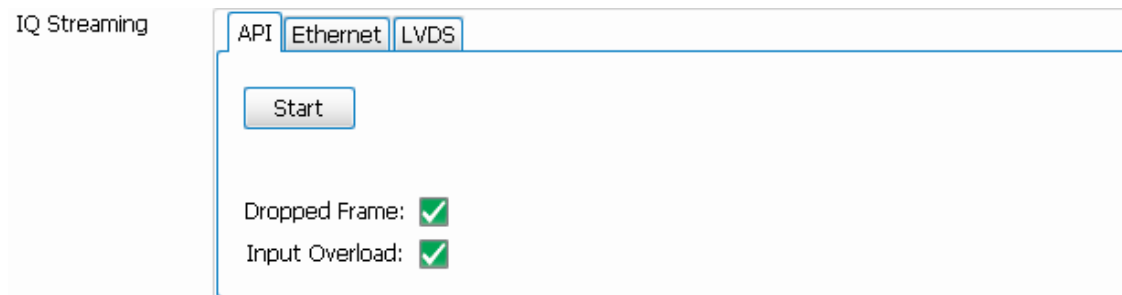 IQ Streaming
API Ethernet LVDS
Start
Dropped Frame:
Input Overload: